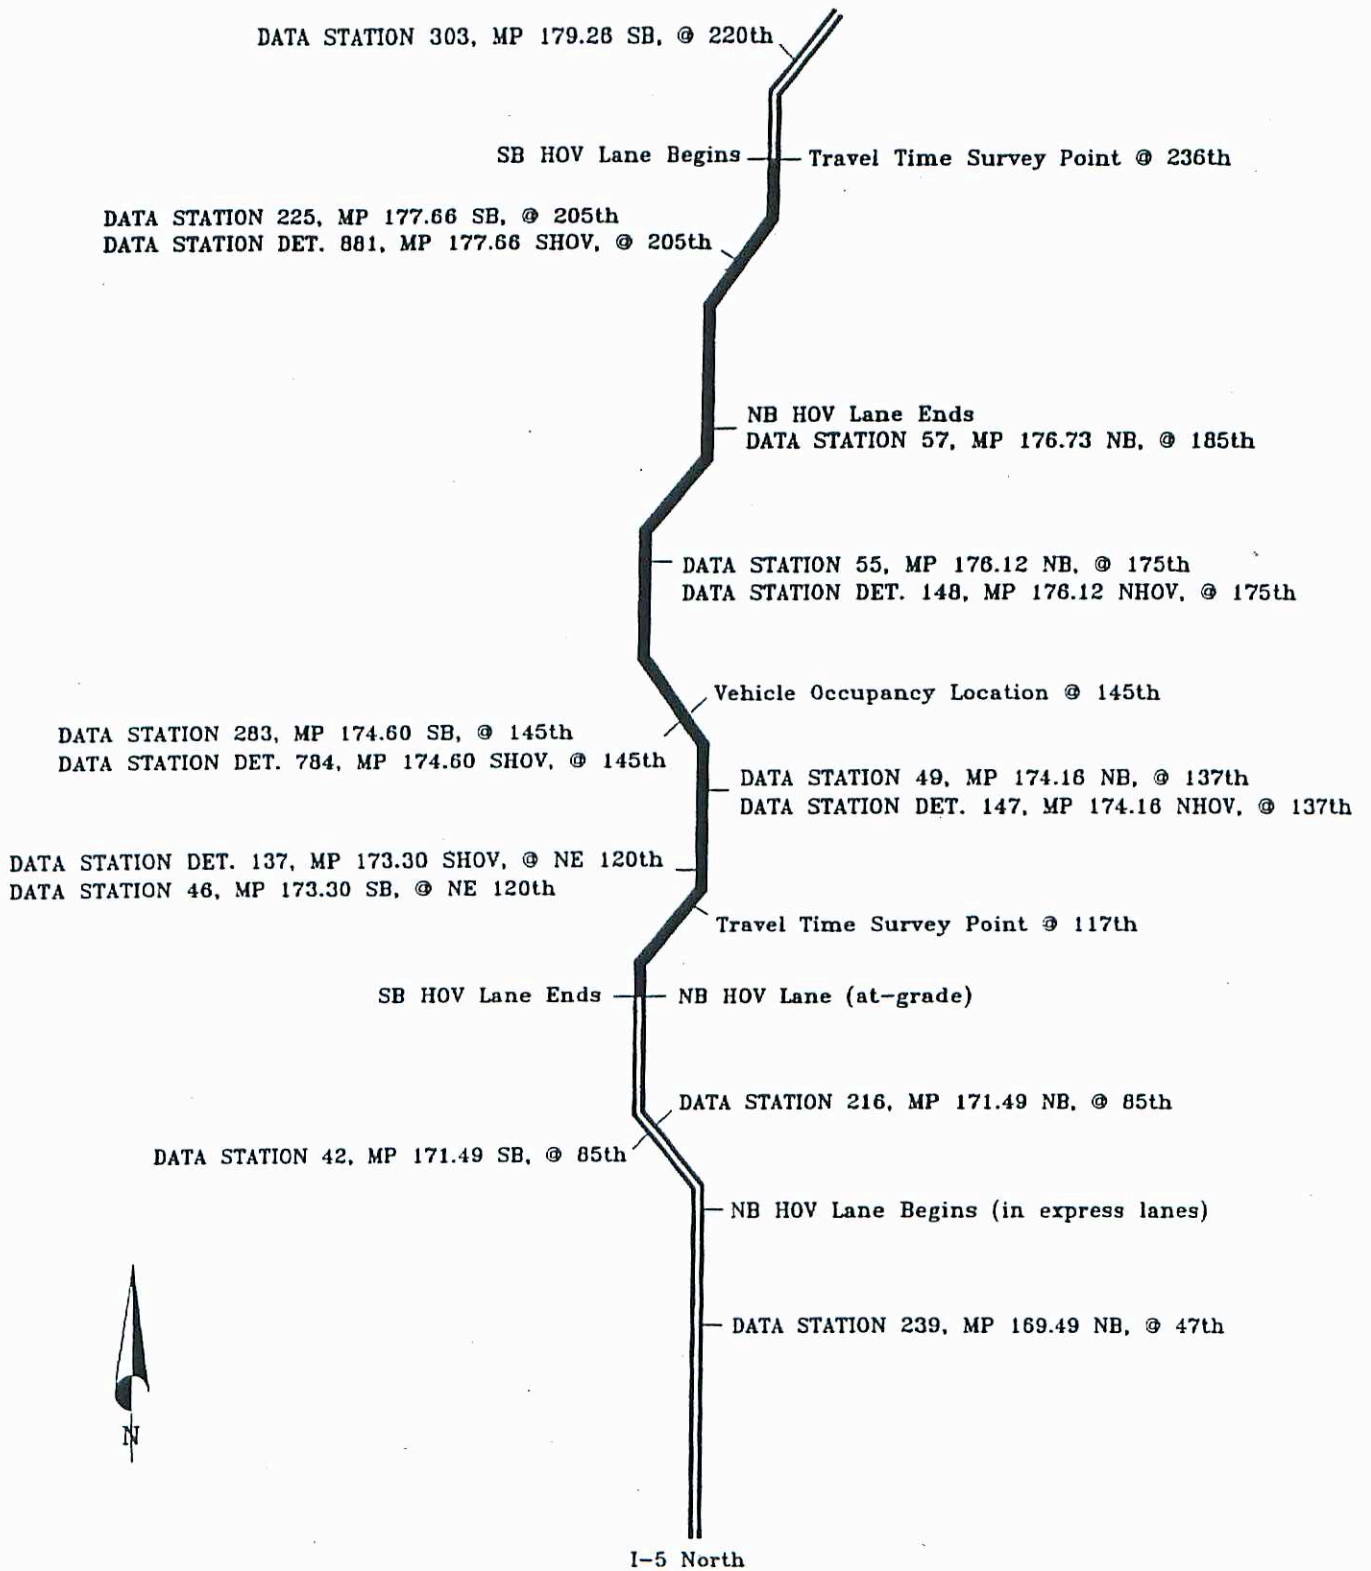 DATA STATION 303, MP 179.26 SB, @ 220th
SB HOV Lane Begins
Travel Time Survey Point @ 236th
DATA STATION 225, MP 177.66 SB, @ 205th
DATA STATION DET. 881, MP 177.66 SHOV, @ 205th
NB HOV Lane Ends
DATA STATION 57, MP 176.73 NB, @ 185th
DATA STATION 55, MP 176.12 NB, @ 175th
DATA STATION DET. 148, MP 176.12 NHOV, @ 175th
Vehicle Occupancy Location @ 145th
DATA STATION 283, MP 174.60 SB, @ 145th
DATA STATION DET. 784, MP 174.60 SHOV, @ 145th
DATA STATION 49, MP 174.16 NB, @ 137th
DATA STATION DET. 147, MP 174.16 NHOV, @ 137th
DATA STATION DET. 137, MP 173.30 SHOV, @ NE 120th
DATA STATION 46, MP 173.30 SB, @ NE 120th
Travel Time Survey Point @ 117th
SB HOV Lane Ends
NB HOV Lane (at-grade)
DATA STATION 216, MP 171.49 NB, @ 85th
DATA STATION 42, MP 171.49 SB, @ 85th
NB HOV Lane Begins (in express lanes)
DATA STATION 239, MP 169.49 NB, @ 47th
N
I-5 North